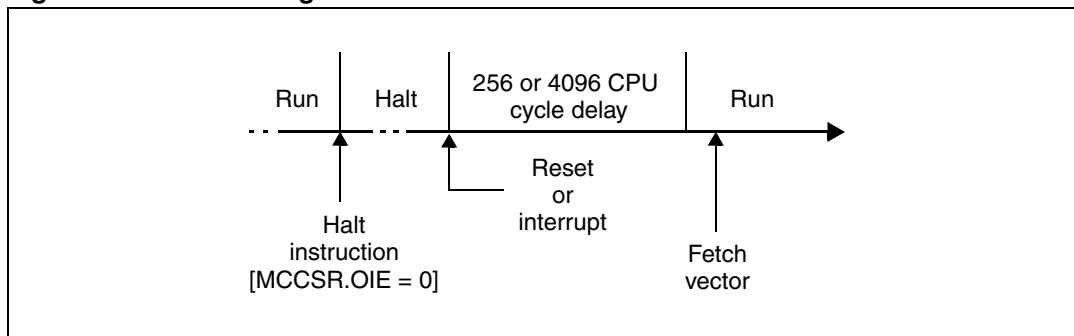 Run
Halt
256 or 4096 CPU
cycle delay
Run
Reset
or
interrupt
Halt
instruction
[MCCSR.OIE = 0]
Fetch
vector